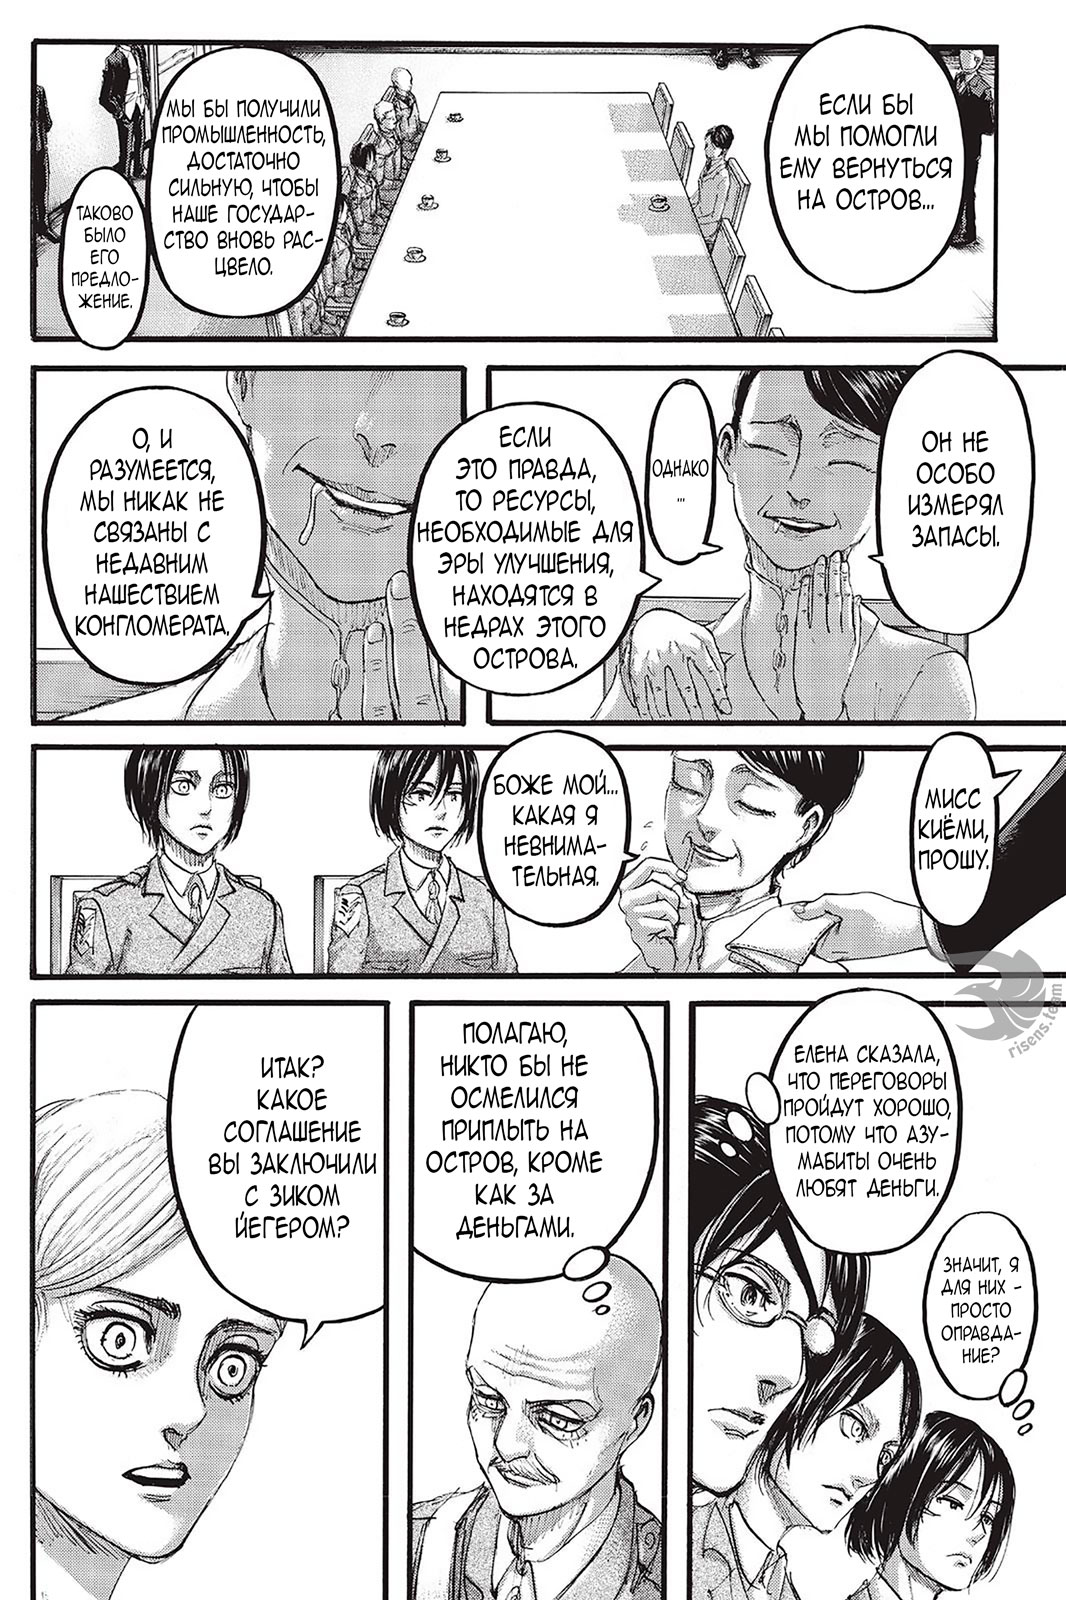 ЕСЛИ БЫ
МЫ ПОМОГЛИ
ЕМУ ВЕРНУТЬСЯ
НА ОСТРОВ...
МЫ БЫ ПОЛУЧИЛИ
ПРОМЫШЛЕННОСТЬ,
ДОСТАТОЧНО
СИЛЬНУЮ, ЧТОБЫ
НАШЕ ГОСУДАР-
СТВО ВНОВЬ РАС-
ЦВЕЛО.
ТАКОВО
БЫЛО
ЕГО
ПРЕДЛО-
ЖЕНИЕ.
ОН НЕ
ОСОБО
ИЗМЕРЯЛ
ЗАПАСЫ.
ОДНАКО
...
ЕСЛИ
ЭТО ПРАВДА,
ТО РЕСУРСЫ,
НЕОБХОДИМЫЕ ДЛЯ
ЭРЫ УЛУЧШЕНИЯ,
НАХОДЯТСЯ В
НЕДРАХ ЭТОГО
ОСТРОВА.
О, И
РАЗУМЕЕТСЯ,
МЫ НИКАК НЕ
СВЯЗАНЫ С
НЕДАВНИМ
НАШЕСТВИЕМ
КОНГЛОМЕРАТА.
МИСС
КИЁМИ,
ПРОШУ.
БОЖЕ МОЙ...
КАКАЯ Я
НЕВНИМА-
ТЕЛЬНАЯ.
risens.team
ЕЛЕНА СКАЗАЛА,
ЧТО ПЕРЕГОВОРЫ
ПРОЙДУТ ХОРОШО,
ПОТОМУ ЧТО АЗУ-
МАБИТЫ ОЧЕНЬ
ЛЮБЯТ ДЕНЬГИ.
ЗНАЧИТ, Я
ДЛЯ НИХ -
ПРОСТО
ОПРАВДА-
НИЕ?
ПОЛАГАЮ,
НИКТО БЫ НЕ
ОСМЕЛИЛСЯ
ПРИПЛЫТЬ НА
ОСТРОВ, КРОМЕ
КАК ЗА
ДЕНЬГАМИ.
ИТАК?
КАКОЕ
СОГЛАШЕНИЕ
ВЫ ЗАКЛЮЧИЛИ
С ЗИКОМ
ЙЕГЕРОМ?